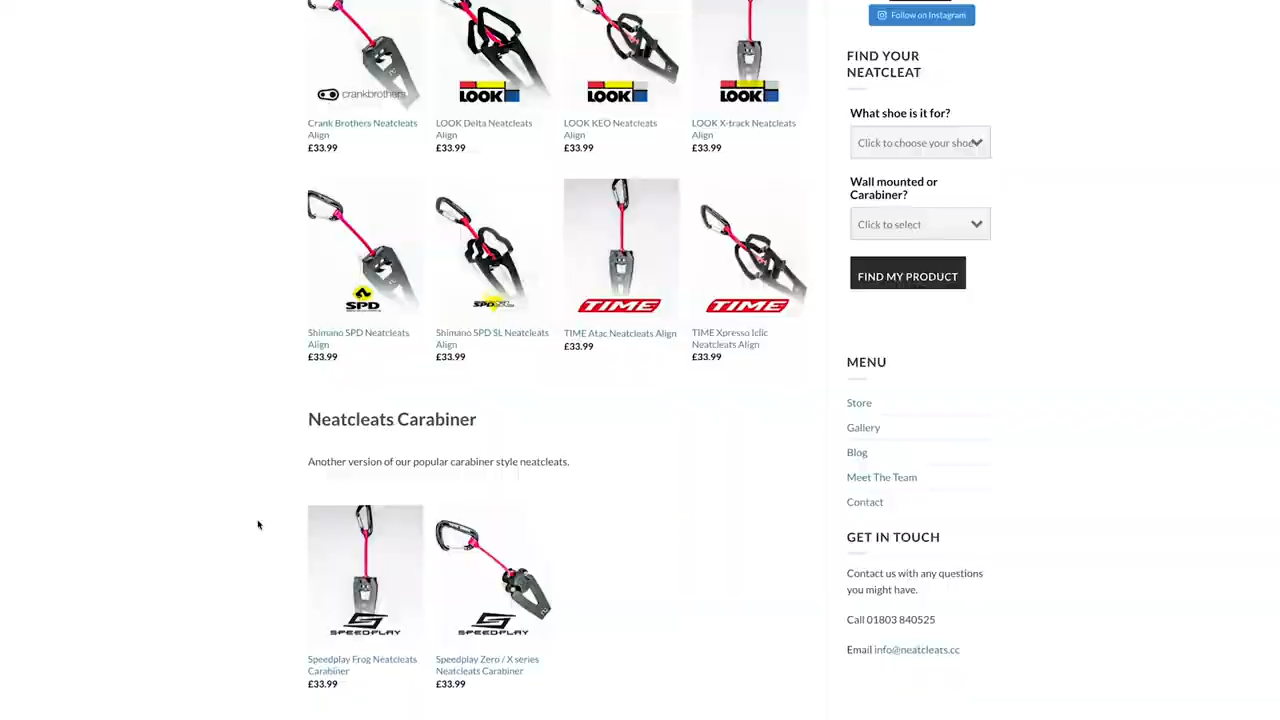 Follow on Instagram
crankbrothers
LOOK
LOOK
LOOK
Crank Brothers Neatcleats
Align
£33.99
LOOK Delta Neatcleats
Align
£33.99
LOOK KEO Neatcleats
Align
£33.99
LOOK X-track Neatcleats
Align
£33.99
SPD
SPD-SL
TIME
TIME
Shimano SPD Neatcleats
Align
£33.99
Shimano SPD SL Neatcleats
Align
£33.99
TIME Atac Neatcleats Align
£33.99
TIME Xpresso Iclic
Neatcleats Align
£33.99
Neatcleats Carabiner
Another version of our popular carabiner style neatcleats.
SPEEDPLAY
SPEEDPLAY
Speedplay Frog Neatcleats
Carabiner
£33.99
Speedplay Zero / X series
Neatcleats Carabiner
£33.99
FIND YOUR
NEATCLEAT
What shoe is it for?
Click to choose your shoe
Wall mounted or
Carabiner?
Click to select
FIND MY PRODUCT
MENU
Store
Gallery
Blog
Meet The Team
Contact
GET IN TOUCH
Contact us with any questions
you might have.
Call 01803 840525
Email info@neatcleats.cc